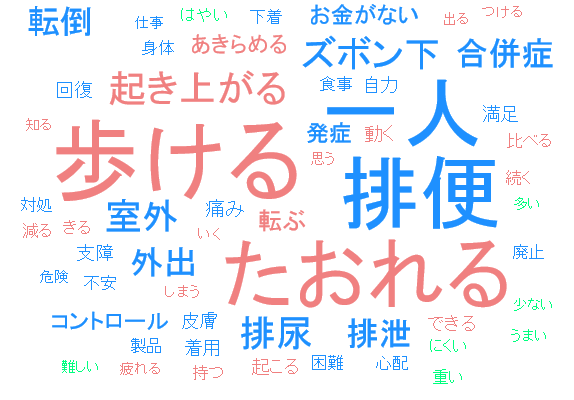 転倒
仕事
はやい
下着
お金がない
出る
つける
身体
あきらめる
ズボン下
合併症
回復
起き上がる
食事
自力
一人
満足
知る
歩ける
発症
動く
比べる
思う
排便
続く
対処
室外
痛み
転ぶ
多い
減る
きる
いく
支障
外出
たおれる
廃止
危険
不安
しまう
少ない
コントロール
皮膚
排尿
排泄
できる
うまい
製品
着用
にくい
難しい
疲れる
持つ
起こる
困難
心配
重い